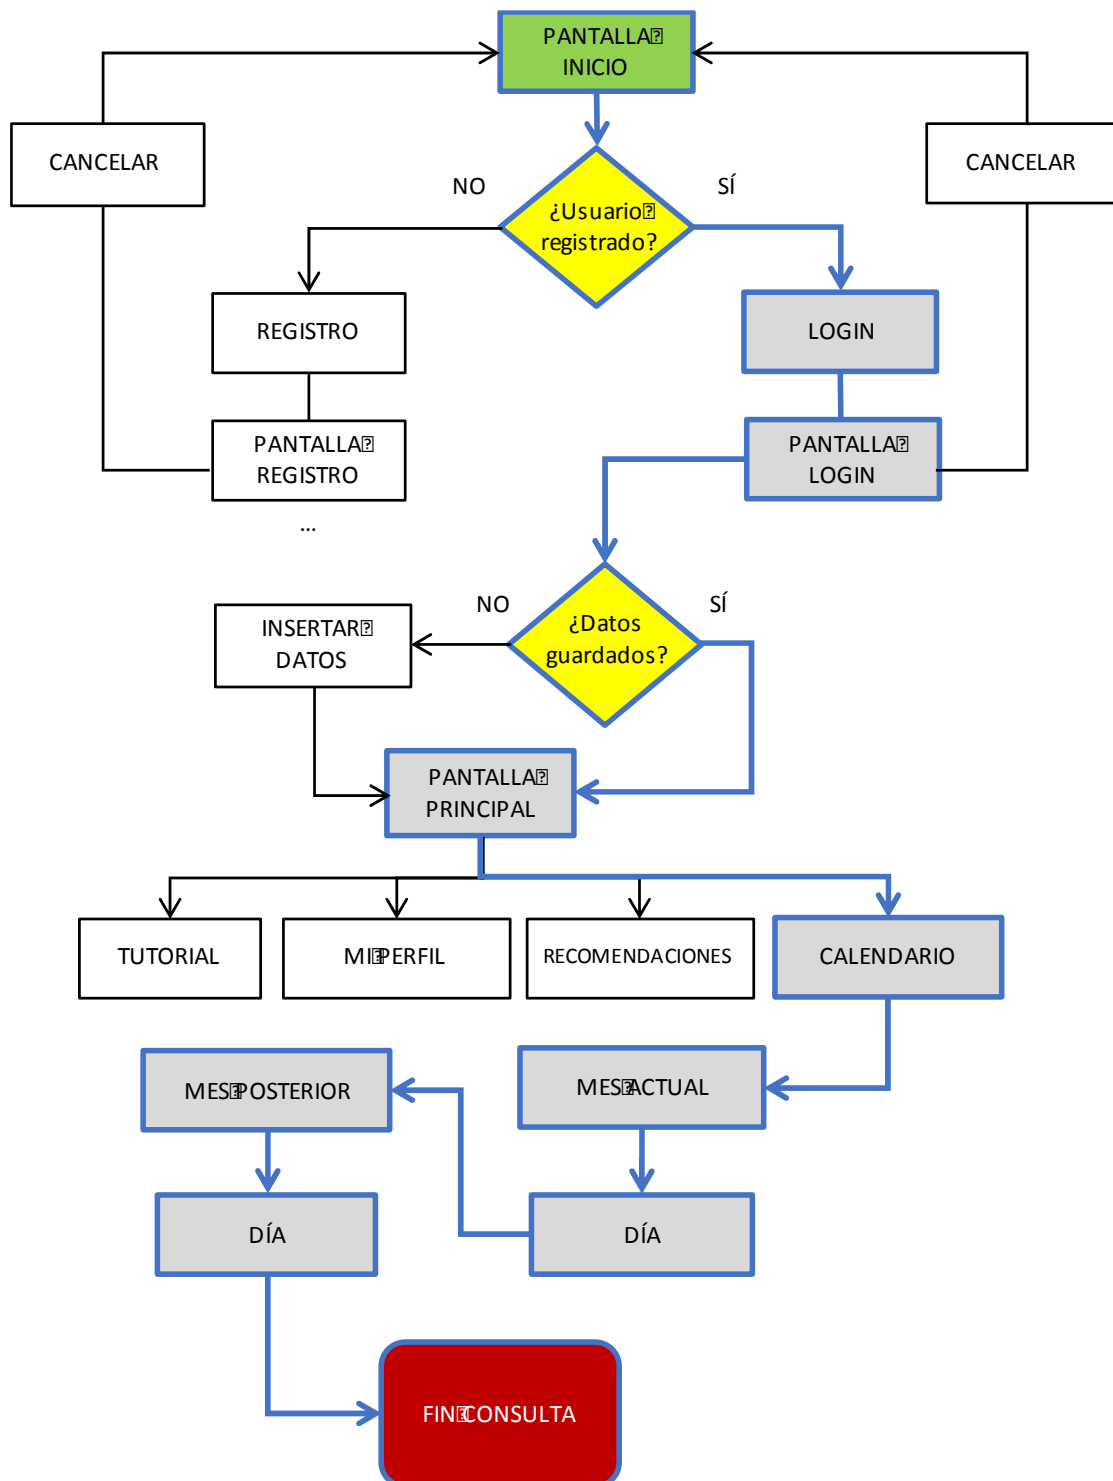 PANTALLA
INICIO
CANCELAR
CANCELAR
NO
SÍ
¿Usuario
registrado?
REGISTRO
LOGIN
PANTALLA
REGISTRO
PANTALLA
LOGIN
...
NO
SÍ
INSERTAR
DATOS
¿Datos
guardados?
PANTALLA
PRINCIPAL
TUTORIAL
MI PERFIL
RECOMENDACIONES
CALENDARIO
MES POSTERIOR
MES ACTUAL
DÍA
DÍA
FIN CONSULTA